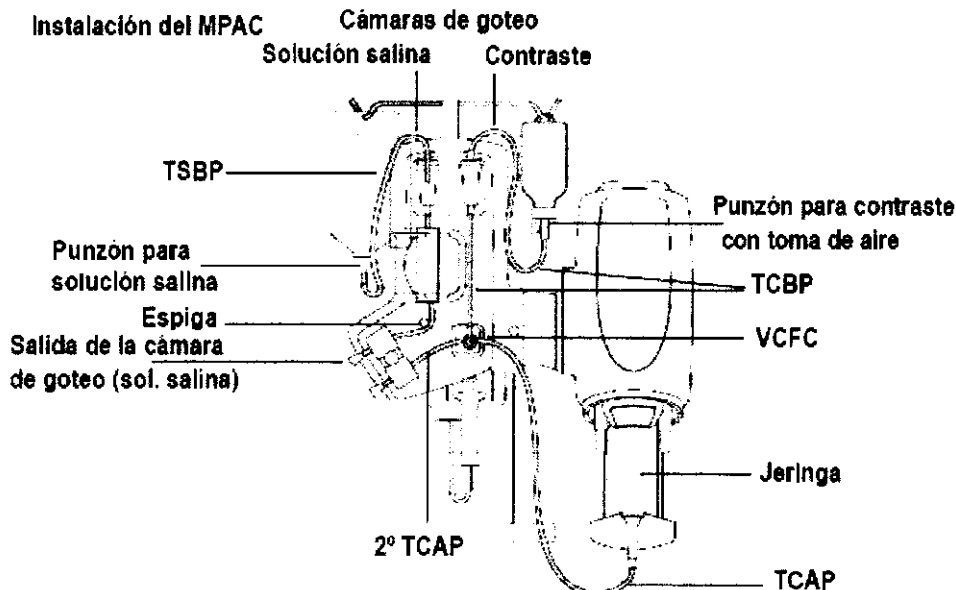 Instalación del MPAC
Cámaras de goteo
Solución salina
Contraste
TSBP
Punzón para contraste
con toma de aire
Punzón para
solución salina
TCBP
Espiga
VCFC
Salida de la cámara
de goteo (sol. salina)
Jeringa
2º TCAP
TCAP